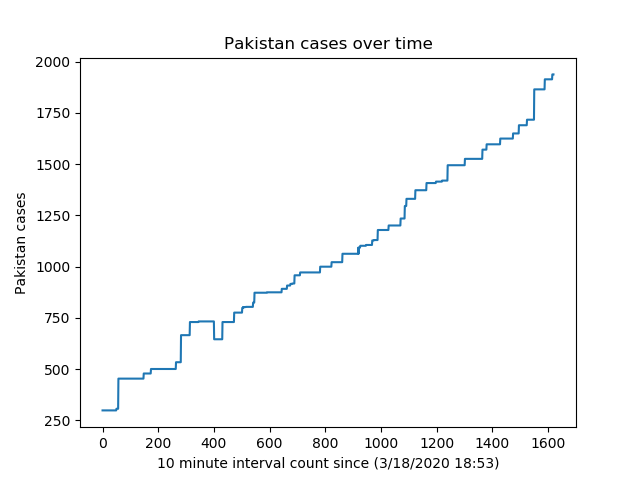 Pakistan cases over time
2000
1750
1500
1250
1000
750
500
250
Pakistan cases
0 200 400 600 800 1000 1200 1400 1600
10 minute interval count since (3/18/2020 18:53)